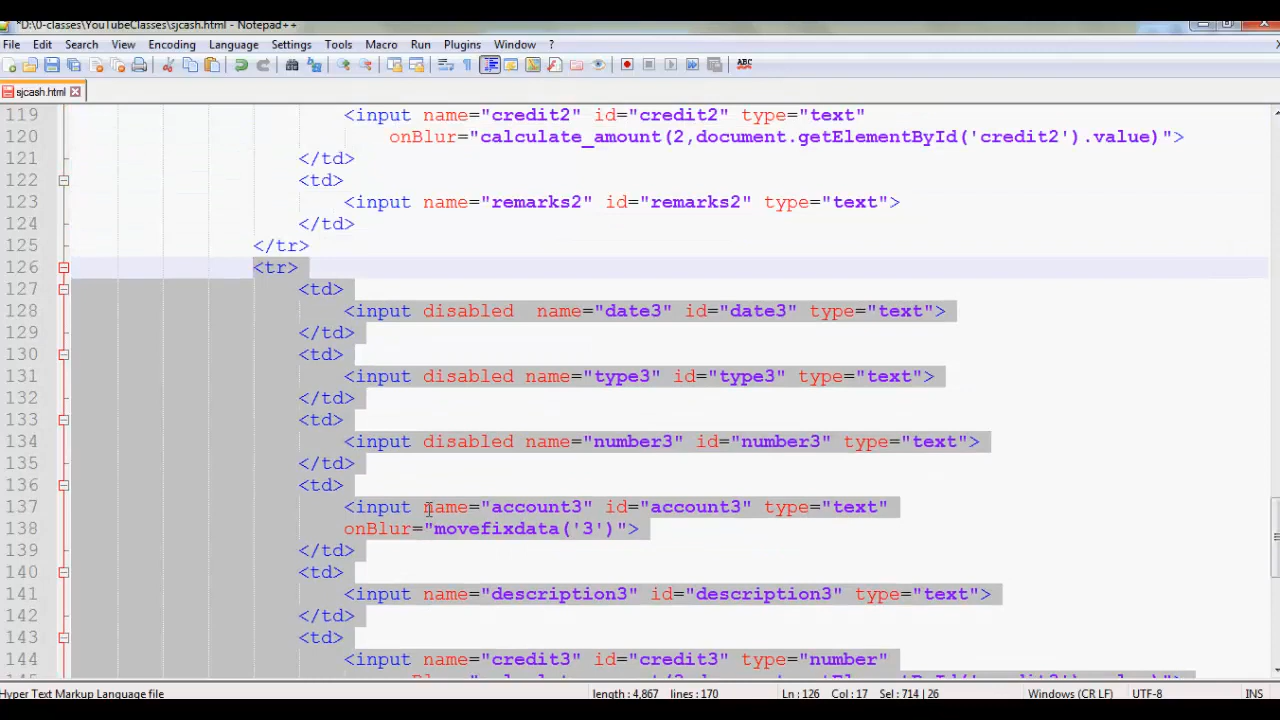 *D:\0-classes\YouTubeClasses\sjcash.html - Notepad++
File Edit Search View Encoding Language Settings Tools Macro Run Plugins Window ?
ABC
sjcash.html
119 <input name="credit2" id="credit2" type="text"
120 onBlur="calculate_amount(2,document.getElementById('credit2').value)">
121 </td>
122 <td>
123 <input name="remarks2" id="remarks2" type="text">
124 </td>
125 </tr>
126 <tr>
127 <td>
128 <input disabled  name="date3" id="date3" type="text">
129 </td>
130 <td>
131 <input disabled name="type3" id="type3" type="text">
132 </td>
133 <td>
134 <input disabled name="number3" id="number3" type="text">
135 </td>
136 <td>
137 <input name="account3" id="account3" type="text"
138 onBlur="movefixdata('3')">
139 </td>
140 <td>
141 <input name="description3" id="description3" type="text">
142 </td>
143 <td>
144 <input name="credit3" id="credit3" type="number"
Hyper Text Markup Language file length : 4,867 lines : 170 Ln : 126 Col : 17 Sel : 714 | 26 Windows (CR LF) UTF-8 INS